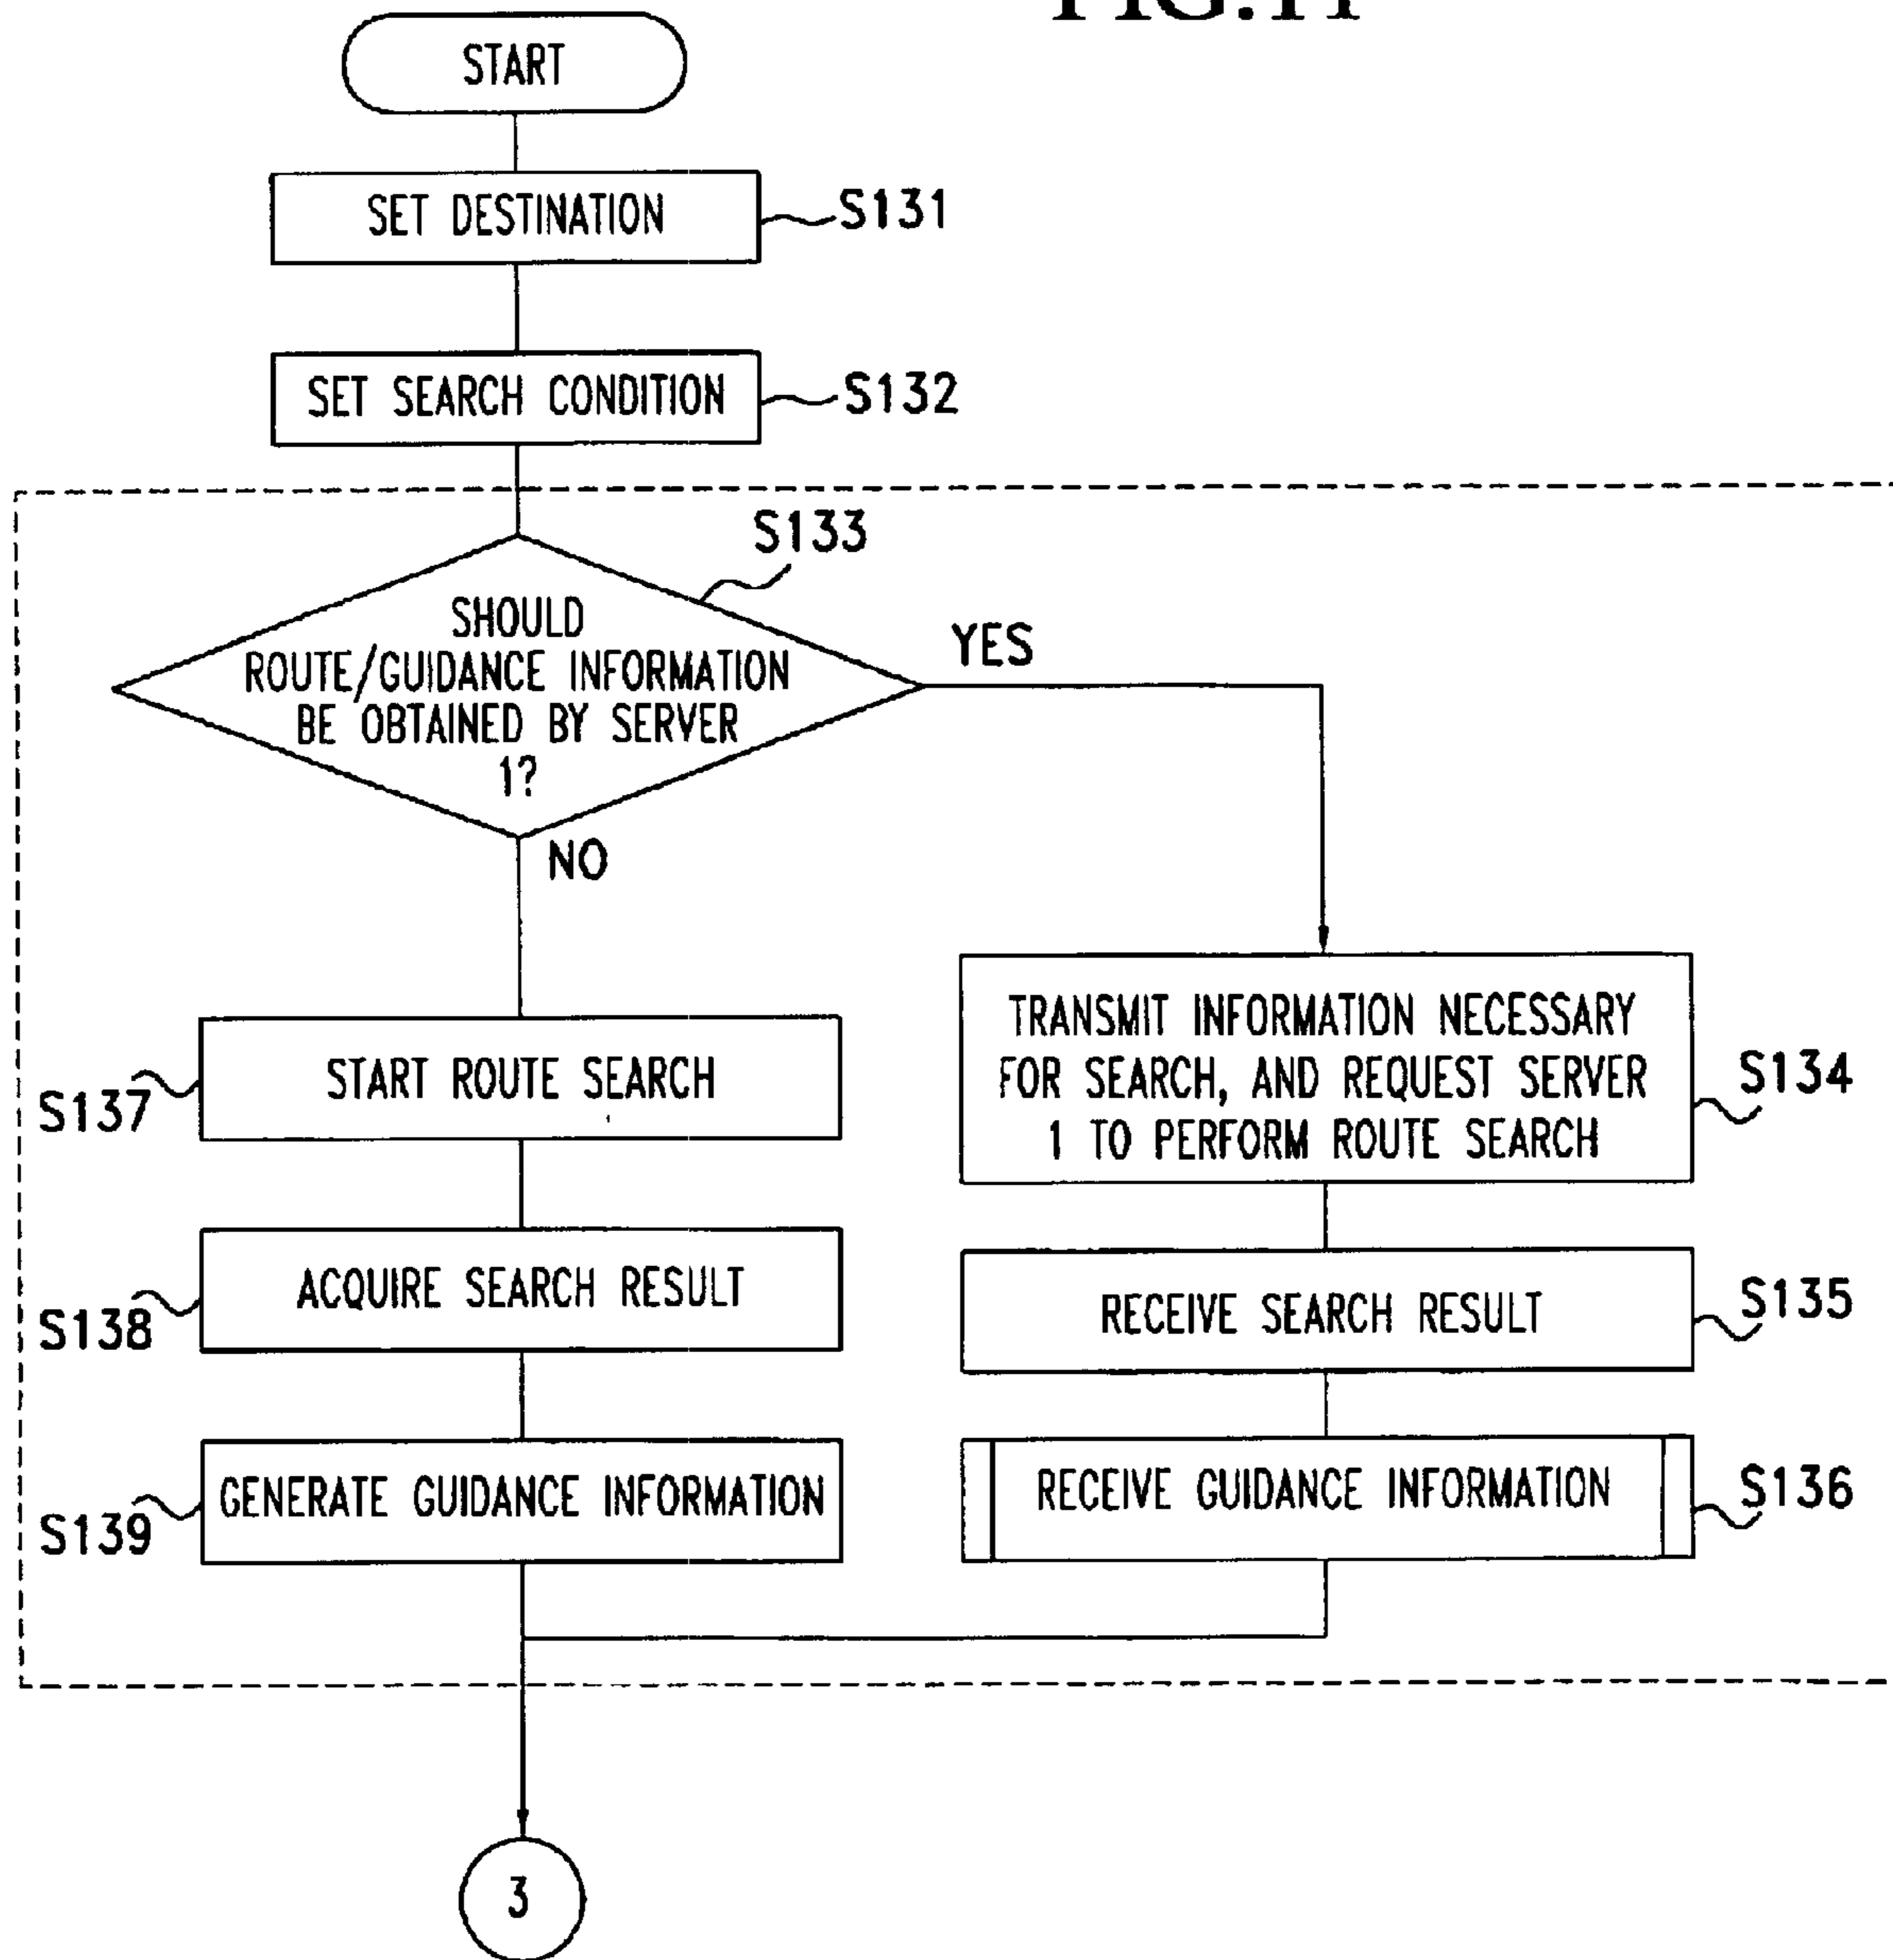 FIG.11
START
SET DESTINATION
S131
SET SEARCH CONDITION
S132
S133
SHOULD
ROUTE/GUIDANCE INFORMATION
BE OBTAINED BY SERVER
1?
YES
NO
TRANSMIT INFORMATION NECESSARY
FOR SEARCH, AND REQUEST SERVER
1 TO PERFORM ROUTE SEARCH
S134
START ROUTE SEARCH
S137
ACQUIRE SEARCH RESULT
S138
RECEIVE SEARCH RESULT
S135
GENERATE GUIDANCE INFORMATION
S139
RECEIVE GUIDANCE INFORMATION
S136
3